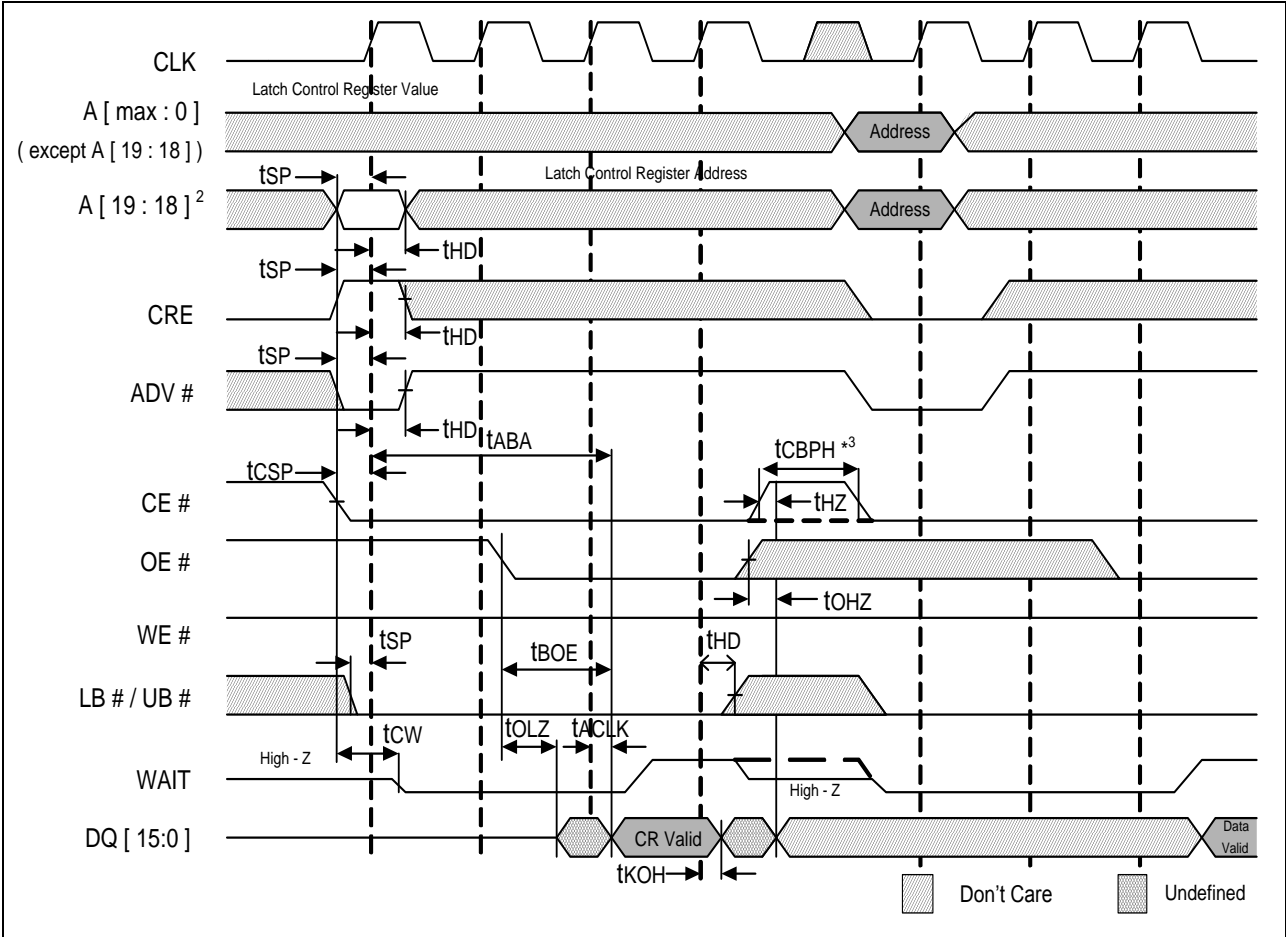 CLK
Latch Control Register Value
A [ max : 0 ]
( except A [ 19 : 18 ] )
Address
Latch Control Register Address
tSP
A [ 19 : 18 ] 2
Address
tHD
tSP
CRE
tHD
tSP
ADV #
tHD
tABA
tCBPH *3
tCSP
CE #
tHZ
OE #
tOHZ
WE #
tSP
tBOE
tHD
LB # / UB #
tCW
tOLZ
tACLK
High - Z
WAIT
High - Z
DQ [ 15:0 ]
CR Valid
Data
Valid
tKOH
Don't Care
Undefined